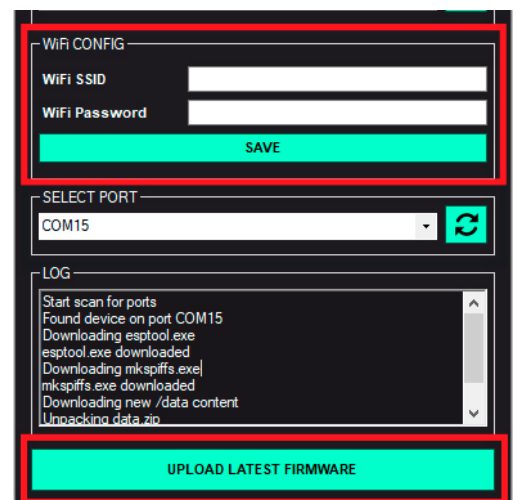 WiFi CONFIG
WiFi SSID
WiFi Password
SAVE
SELECT PORT
COM15
LOG
Start scan for ports
Found device on port COM15
Downloading esptool.exe
esptool.exe downloaded
Downloading mkspiffs.exe
mkspiffs.exe downloaded
Downloading new /data content
Unpacking data.zip
UPLOAD LATEST FIRMWARE